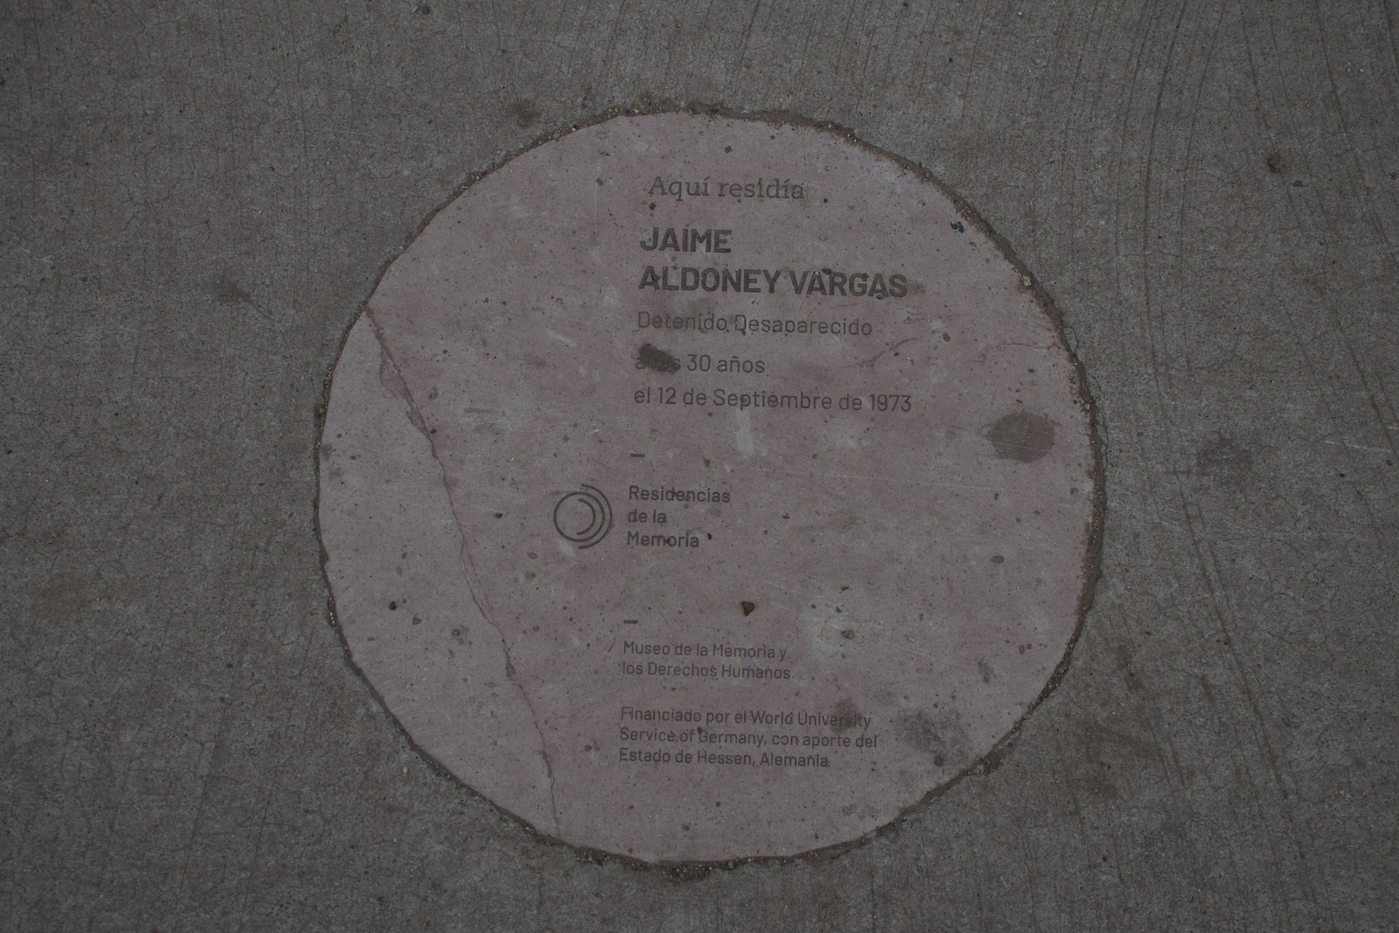 Aquí residía
JAIME
ALDONEY VARGAS
Detenido Desaparecido
a los 30 años
el 12 de Septiembre de 1973
Residencias
de la
Memoria
Museo de la Memoria y
los Derechos Humanos
Financiado por el World University
Service of Germany, con aporte del
Estado de Hessen, Alemania